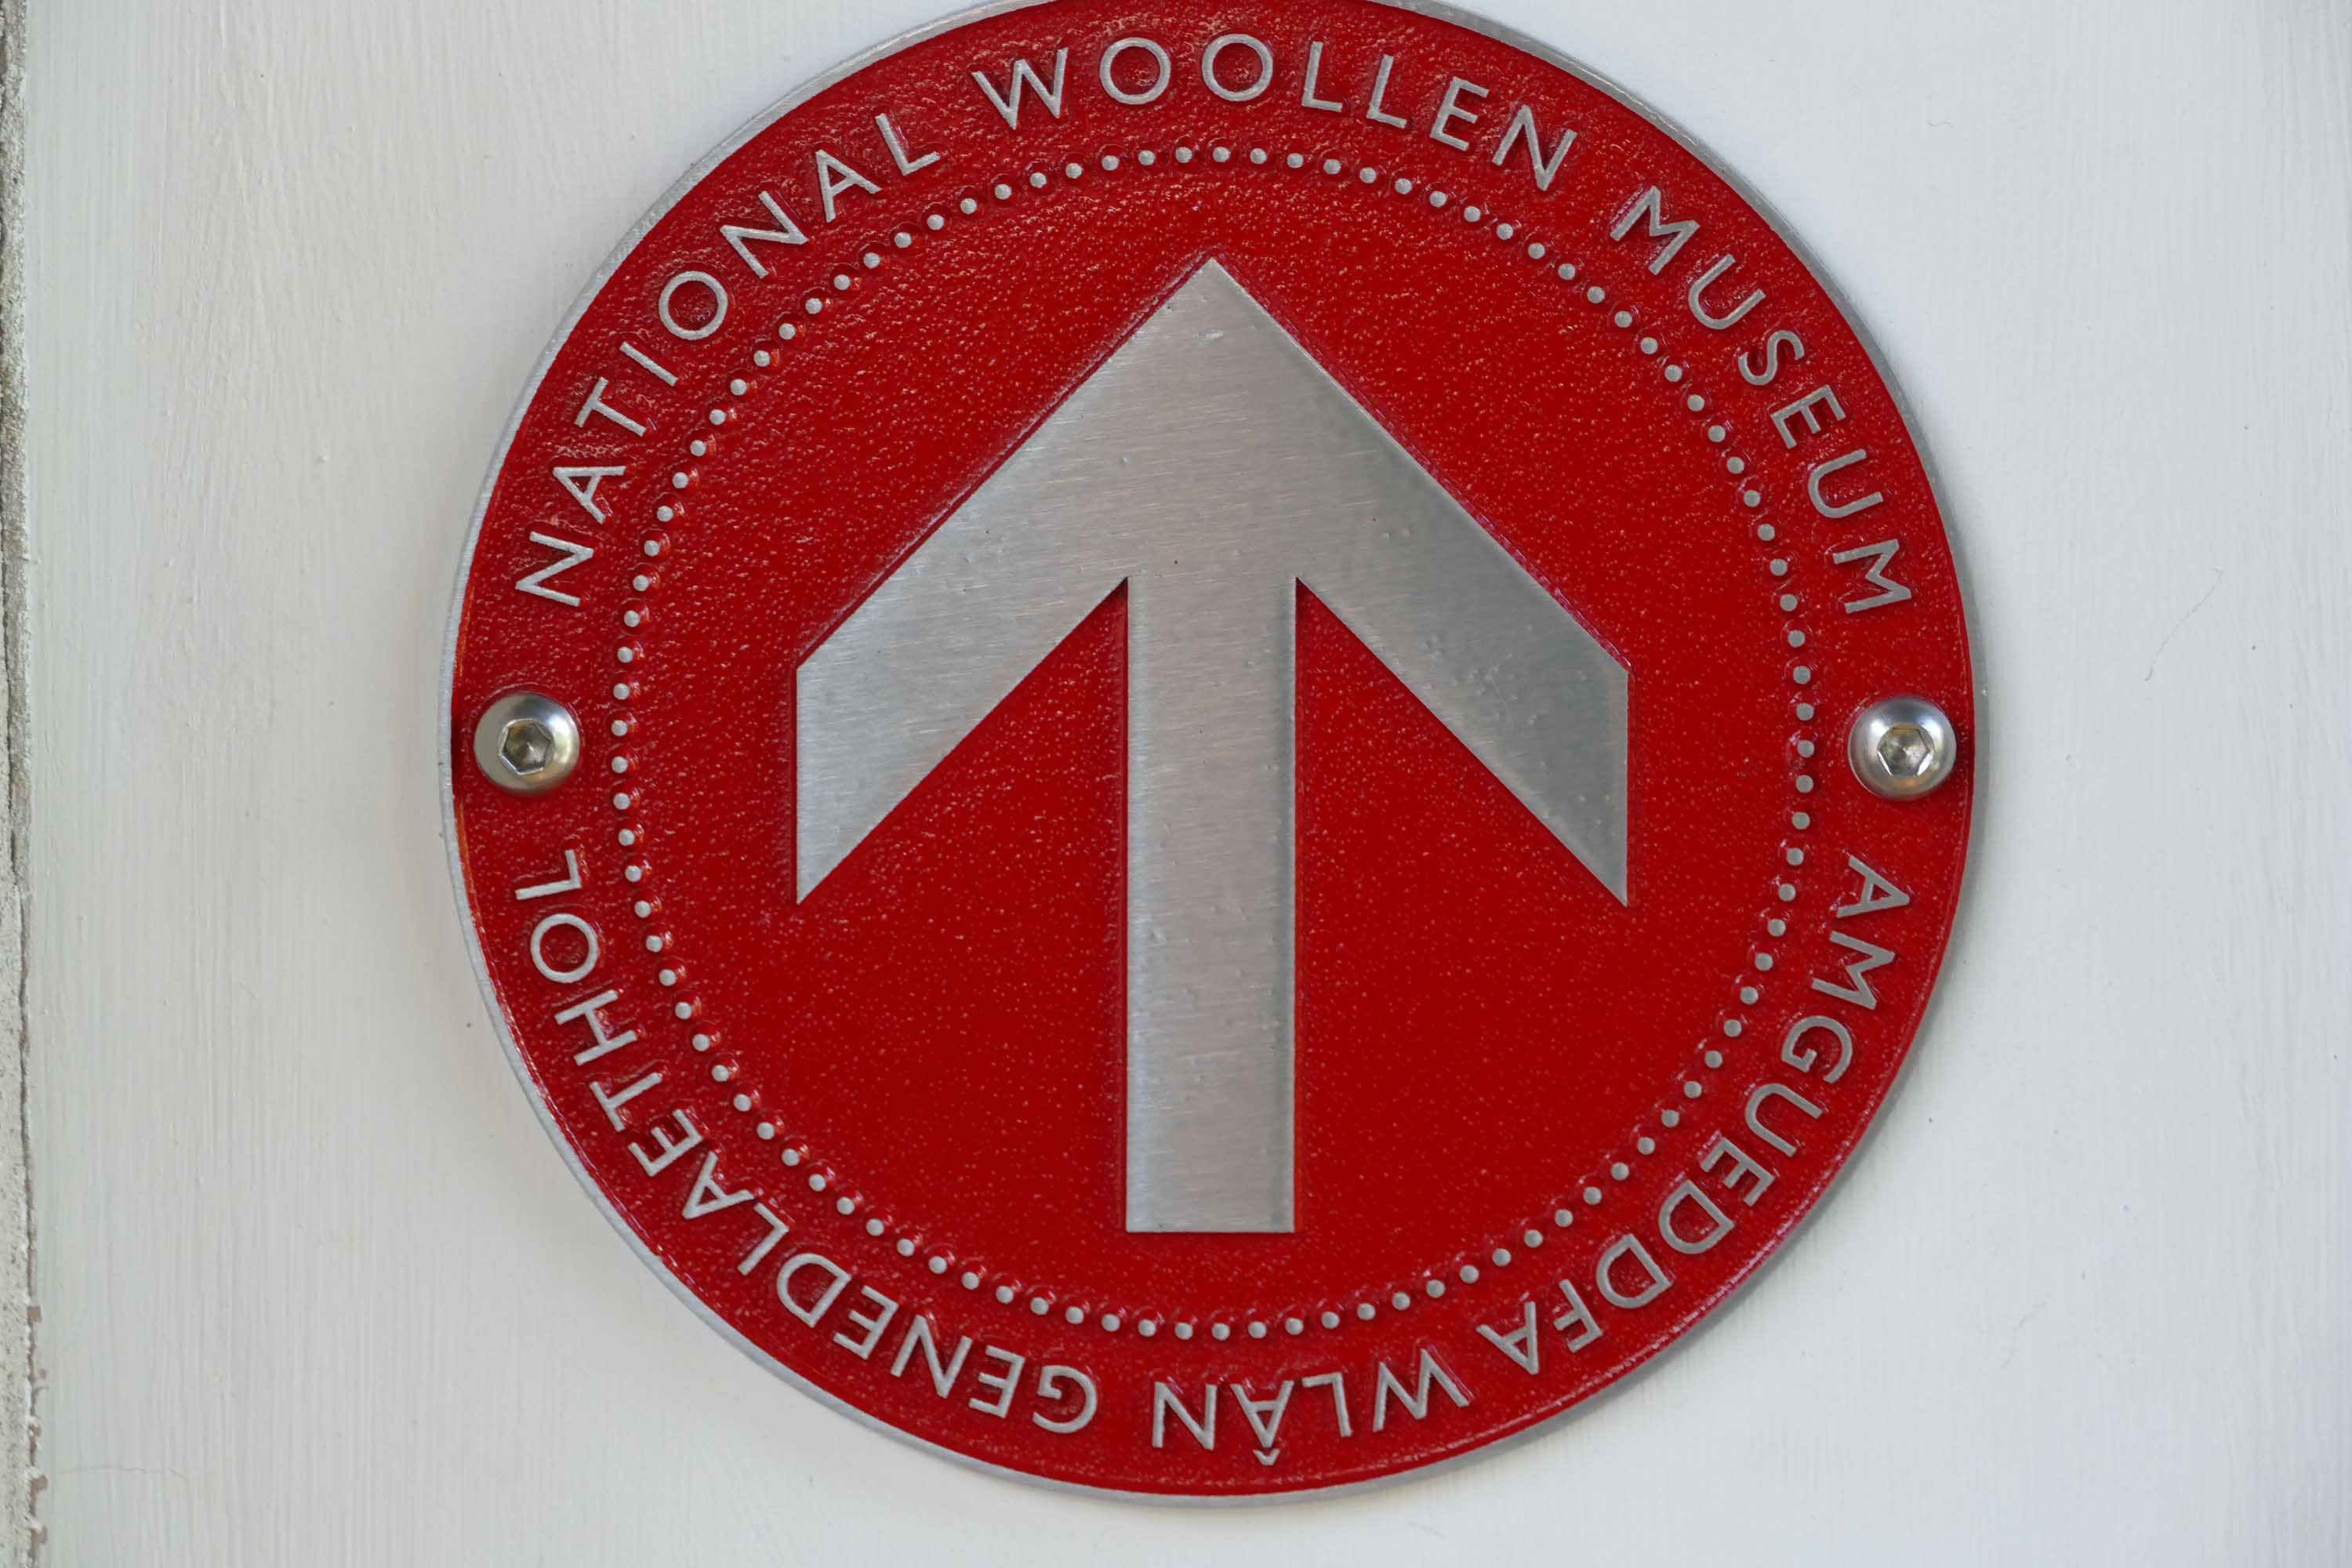 NATIONAL WOOLLEN MUSEUM
AMGUEDDFA WLÂN GENEDLAETHOL